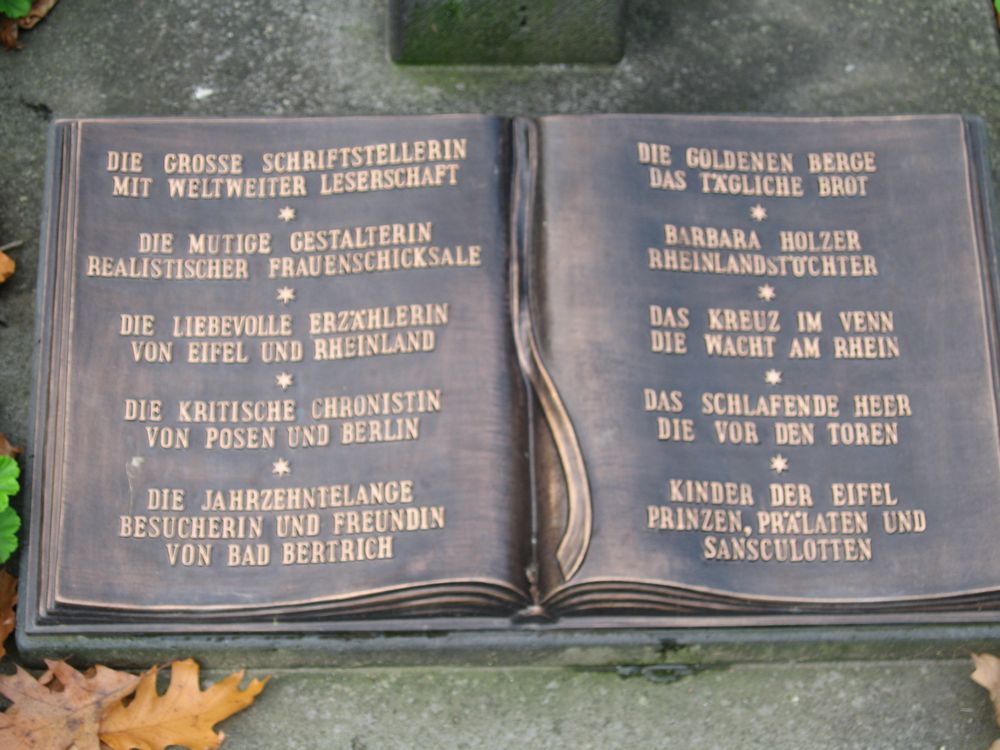 DIE GROSSE SCHRIFTSTELLERIN
MIT WELTWEITER LESERSCHAFT
DIE MUTIGE GESTALTERIN
REALISTISCHER FRAUENSCHICKSALE
DIE LIEBEVOLLE ERZÄHLERIN
VON EIFEL UND RHEINLAND
DIE KRITISCHE CHRONISTIN
VON POSEN UND BERLIN
DIE JAHRZEHNTELANGE
BESUCHERIN UND FREUNDIN
VON BAD BERTRICH
DIE GOLDENEN BERGE
DAS TÄGLICHE BROT
BARBARA HOLZER
RHEINLANDSTÖCHTER
DAS KREUZ IM VENN
DIE WACHT AM RHEIN
DAS SCHLAFENDE HEER
DIE VOR DEN TOREN
KINDER DER EIFEL
PRINZEN, PRÄLATEN UND
SANSCULOTTEN